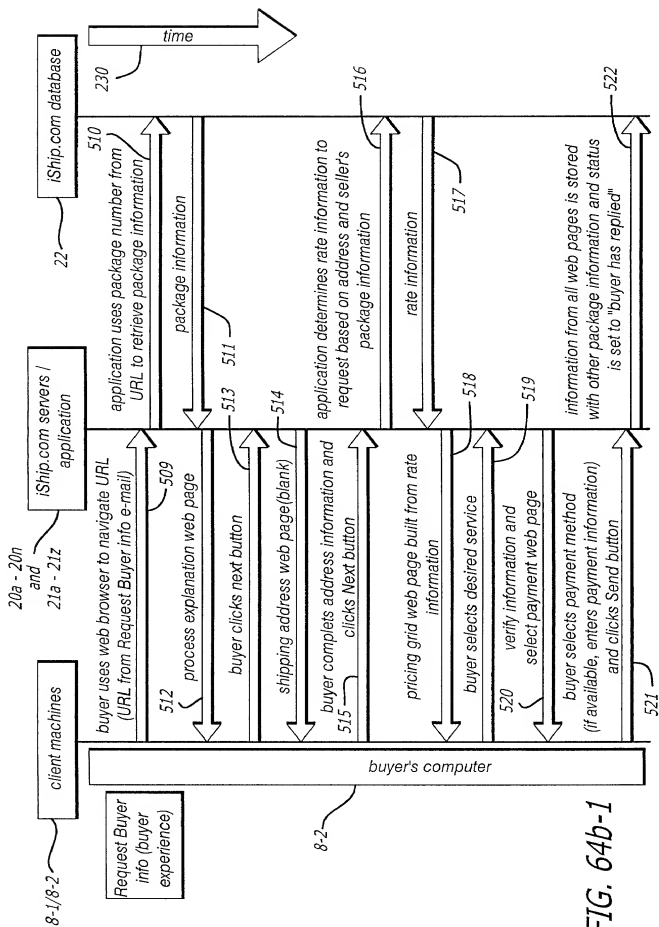 8-1/8-2
client machines
20a - 20n
and
21a - 21z
iShip.com servers /
application
22
iShip.com database
230
time
Request Buyer
info (buyer
experience)
buyer's computer
8-2
buyer uses web browser to navigate URL
(URL from Request Buyer info e-mail)
509
application uses package number from
URL to retrieve package information
510
package information
511
process explanation web page
512
buyer clicks next button
513
shipping address web page(blank)
514
buyer completes address information and
clicks Next button
515
application determines rate information to
request based on address and seller's
package information
516
rate information
517
pricing grid web page built from rate
information
518
buyer selects desired service
519
verify information and
select payment web page
520
buyer selects payment method
(if available, enters payment information)
and clicks Send button
521
information from all web pages is stored
with other package information and status
is set to "buyer has replied"
522
FIG. 64b-1